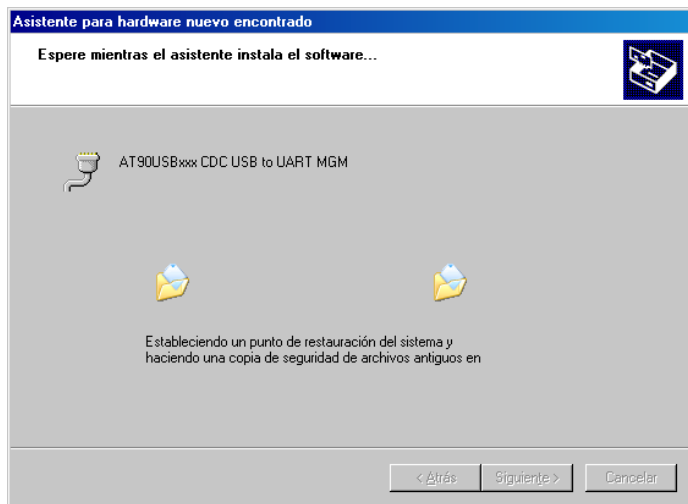 Asistente para hardware nuevo encontrado
Espere mientras el asistente instala el software...
AT90USBxxx CDC USB to UART MGM
Estableciendo un punto de restauración del sistema y
haciendo una copia de seguridad de archivos antiguos en
< Atrás
Siguiente >
Cancelar